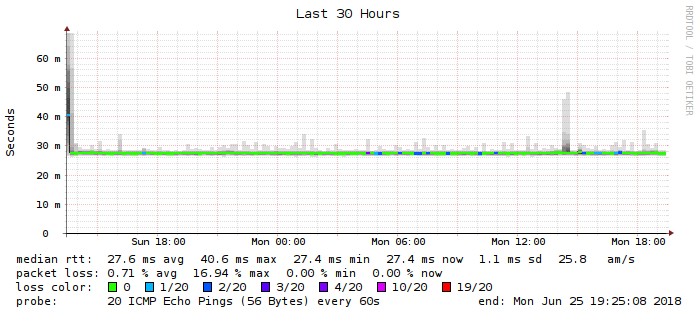 Last 30 Hours
RRDTOOL / TOBI OETIKER
Seconds
60 m
50 m
40 m
30 m
20 m
10 m
0
Sun 18:00 Mon 00:00 Mon 06:00 Mon 12:00 Mon 18:00
median rtt: 27.6 ms avg 40.6 ms max 27.4 ms min 27.4 ms now 1.1 ms sd 25.8 am/s
packet loss: 0.71 % avg 16.94 % max 0.00 % min 0.00 % now
loss color: 0 1/20 2/20 3/20 4/20 10/20 19/20
probe: 20 ICMP Echo Pings (56 Bytes) every 60s end: Mon Jun 25 19:25:08 2018